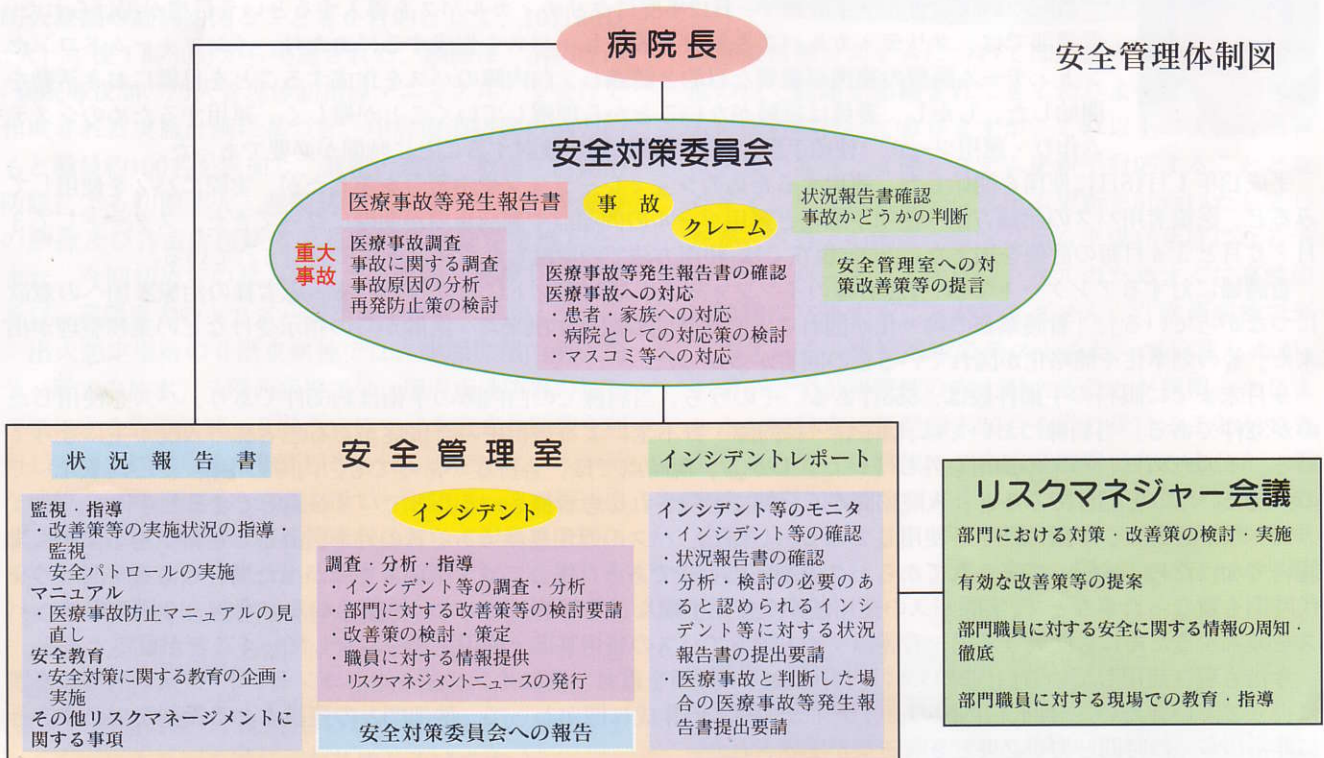 安全管理体制図
病院長
安全対策委員会
医療事故等発生報告書
事故
クレーム
状況報告書確認
事故かどうかの判断
重大
事故
医療事故調査
事故に関する調査
事故原因の分析
再発防止策の検討
医療事故等発生報告書の確認
医療事故への対応
・患者・家族への対応
・病院としての対応策の検討
・マスコミ等への対応
安全管理室への対
策改善策等の提言
安全管理室
状況報告書
監視・指導
・改善策等の実施状況の指導・
監視
・安全パトロールの実施
マニュアル
・医療事故防止マニュアルの見
直し
安全教育
・安全対策に関する教育の企画・
実施
その他リスクマネージメントに
関する事項
インシデント
調査・分析・指導
・インシデント等の調査・分析
・部門に対する改善策等の検討要請
・改善策の検討・策定
・職員に対する情報提供
リスクマネジメントニュースの発行
安全対策委員会への報告
インシデントレポート
インシデント等のモニタ
・インシデント等の確認
・状況報告書の確認
・分析・検討の必要のあ
ると認められるインシ
デント等に対する状況
報告書の提出要請
・医療事故と判断した場
合の医療事故等発生報
告書提出要請
リスクマネジャー会議
部門における対策・改善策の検討・実施
有効な改善策等の提案
部門職員に対する安全に関する情報の周知・
徹底
部門職員に対する現場での教育・指導